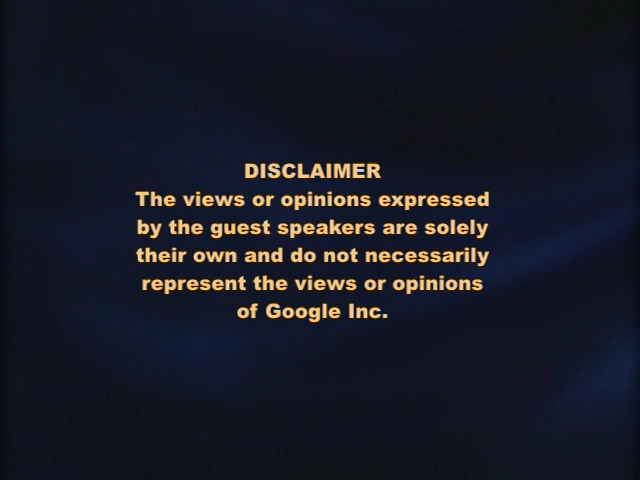 DISCLAIMER
The views or opinions expressed
by the guest speakers are solely
their own and do not necessarily
represent the views or opinions
of Google Inc.